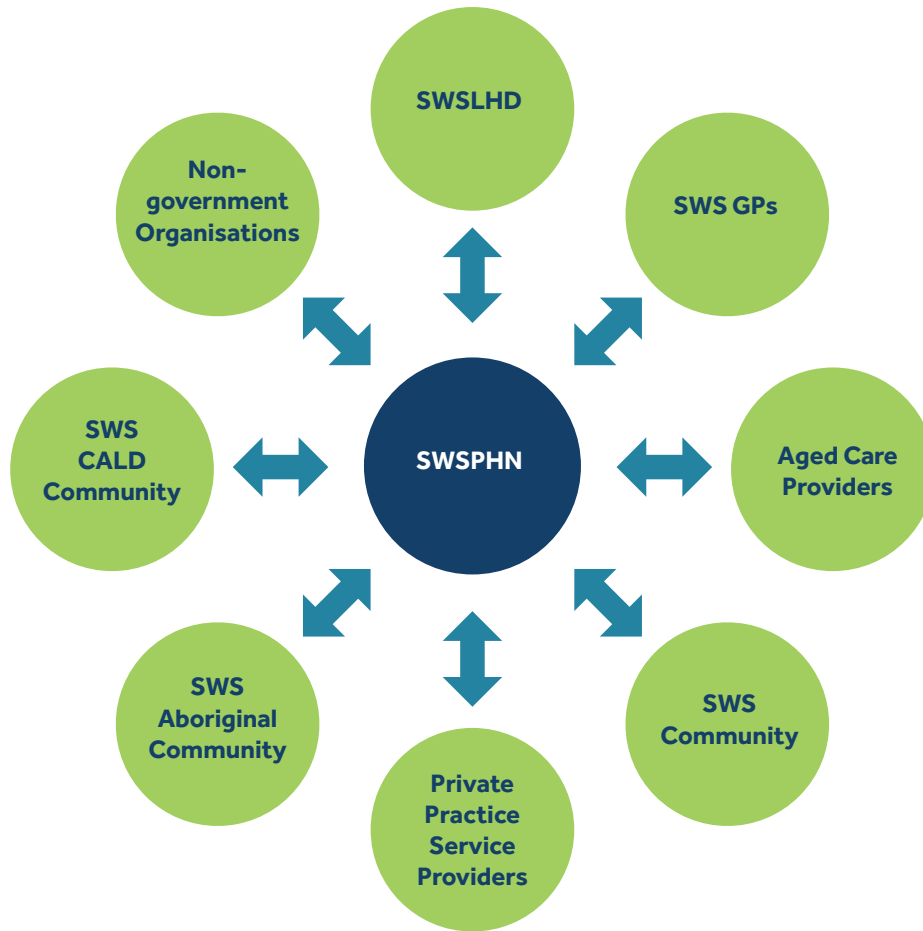 SWSLHD
SWS GPs
Aged Care
Providers
SWS
Community
Private
Practice
Service
Providers
SWS
Aboriginal
Community
SWS
CALD
Community
Non-
government
Organisations
SWSPHN